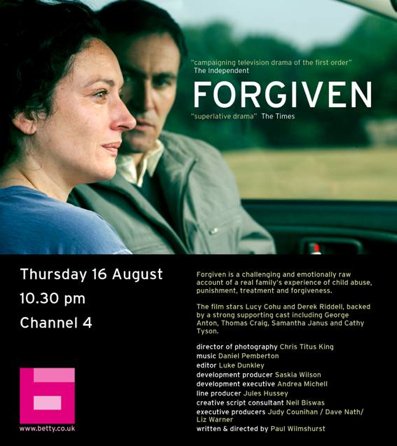 "campaigning television drama of the first order"
The Independent
FORGIVEN
"superlative drama" The Times
Thursday 16 August
10.30 pm
Channel 4
Forgiven is a challenging and emotionally raw
account of a real family's experience of child abuse,
punishment, treatment and forgiveness.
The film stars Lucy Cohu and Derek Riddell, backed
by a strong supporting cast including George
Anton, Thomas Craig, Samantha Janus and Cathy
Tyson.
director of photography Chris Titus King
music Daniel Pemberton
editor Luke Dunkley
development producer Saskia Wilson
development executive Andrea Michell
line producer Jules Hussey
creative script consultant Neil Biswas
executive producers Judy Counihan / Dave Nath/
Liz Warner
written & directed by Paul Wilmshurst
b
www.betty.co.uk